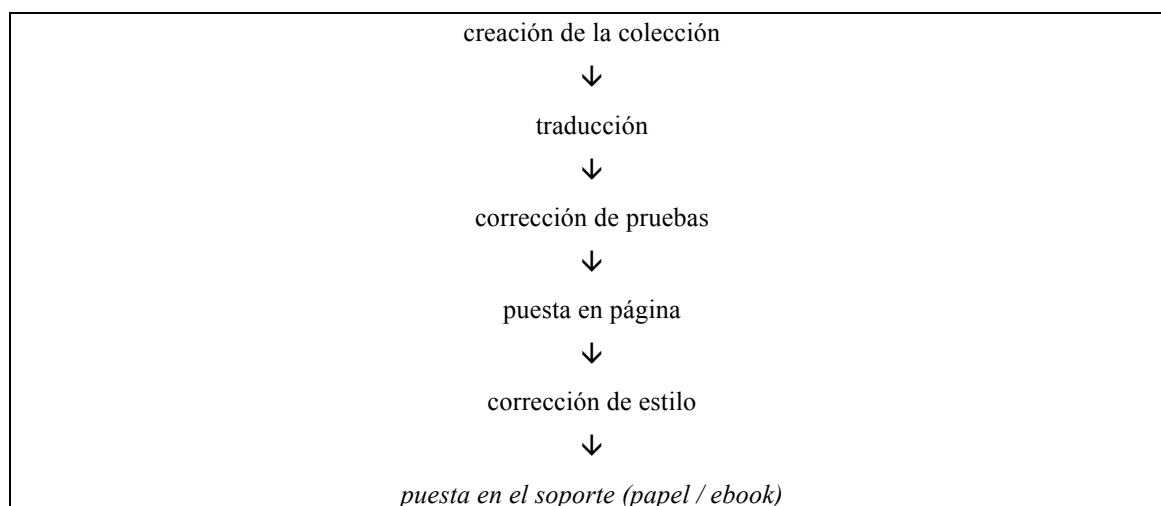 creación de la colección
↓
traducción
↓
corrección de pruebas
↓
puesta en página
↓
corrección de estilo
↓
puesta en el soporte (papel / ebook)